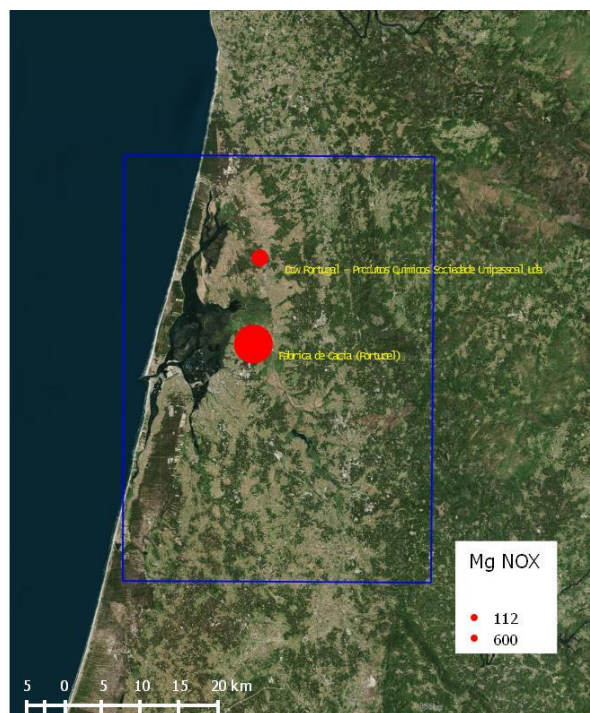 Dow Portugal - Produtos Químicos Sociedade Unipessoal, Lda
Fábrica de Cacia (Portucel)
Mg NOX
112
600
5 0 5 10 15 20 km